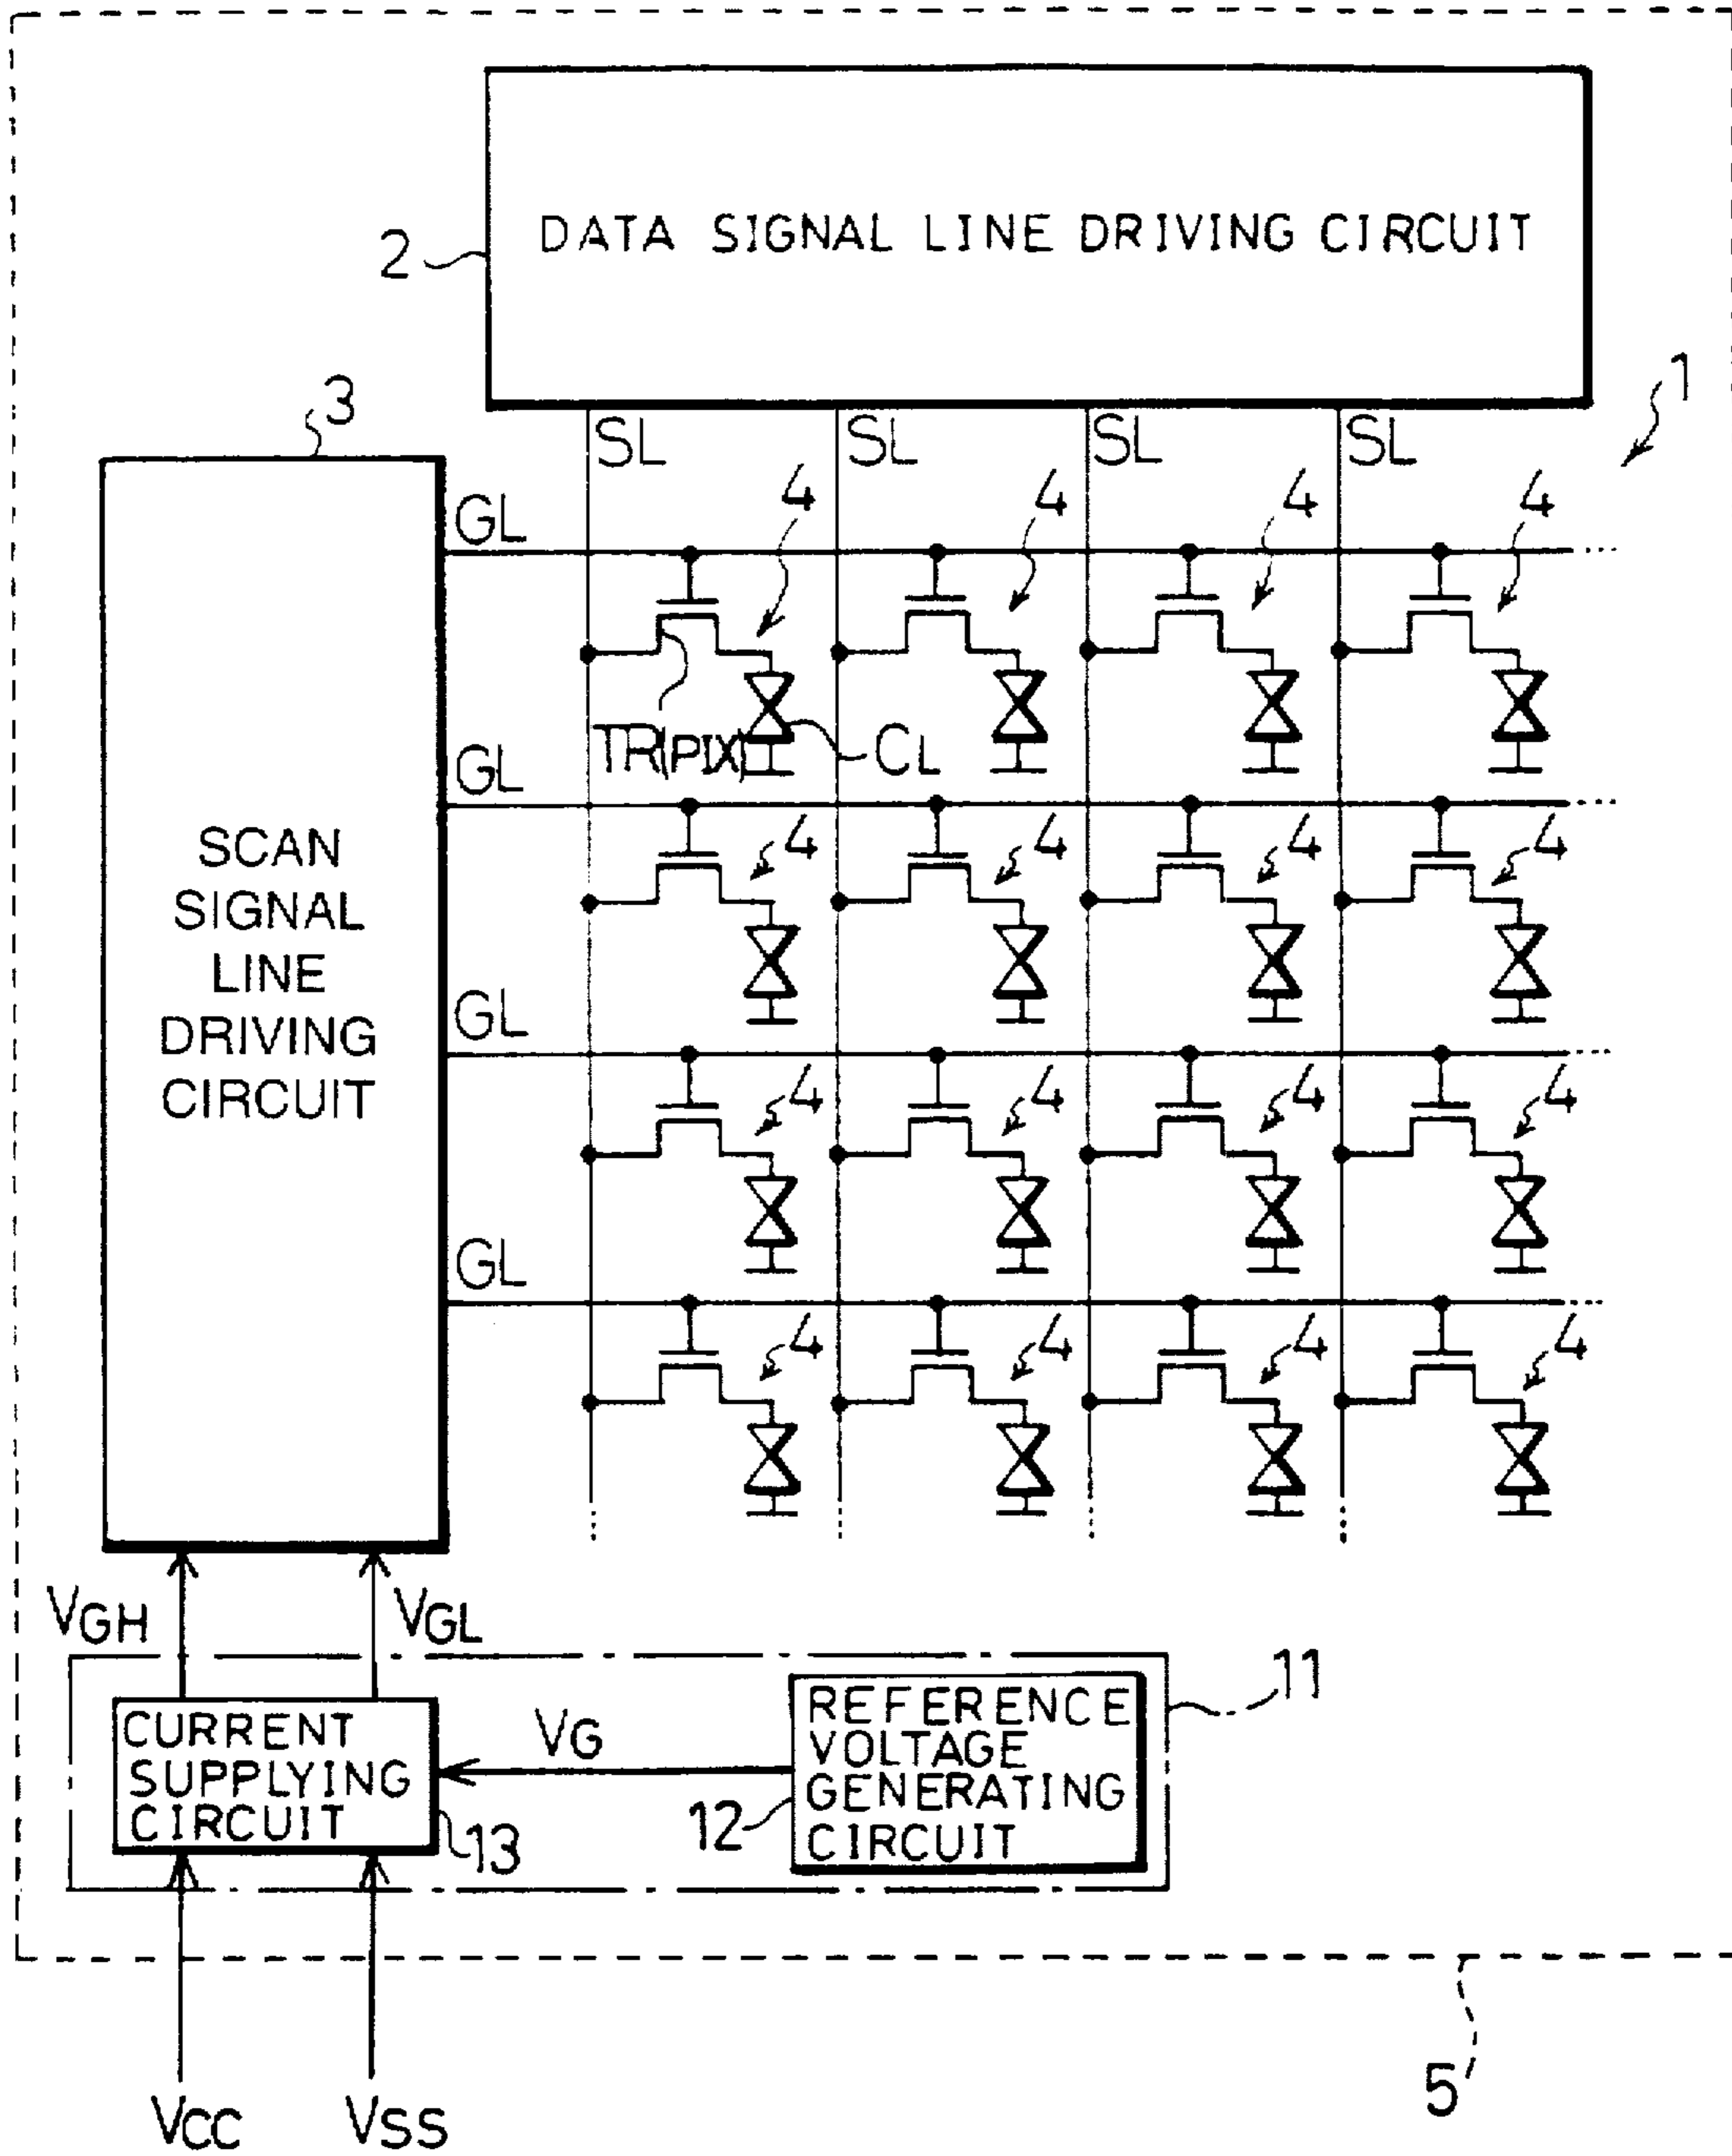 DATA SIGNAL LINE DRIVING CIRCUIT
2
1
3
SL SL SL SL
GL
4 4 4 4
TR(PIX)
CL
GL
4 4 4 4
SCAN
SIGNAL
LINE
DRIVING
CIRCUIT
GL
4 4 4 4
GL
4 4 4 4
VGH
VGL
11
CURRENT
SUPPLYING
CIRCUIT
13
VG
12
REFERENCE
VOLTAGE
GENERATING
CIRCUIT
VCC
VSS
5